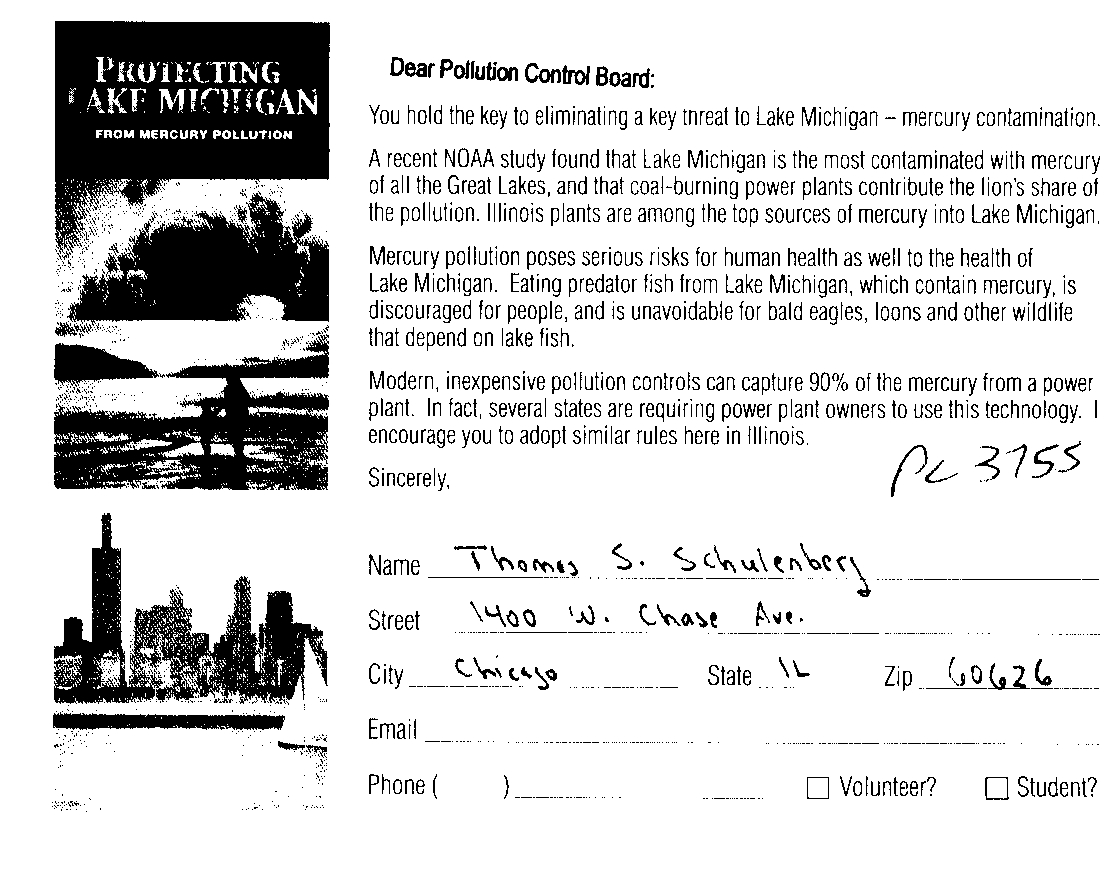 PROTECTING
LAKE MICHIGAN
FROM MERCURY POLLUTION
Dear Pollution Control Board:
You hold the key to eliminating a key threat to Lake Michigan – mercury contamination.
A recent NOAA study found that Lake Michigan is the most contaminated with mercury
of all the Great Lakes, and that coal-burning power plants contribute the lion's share of
the pollution. Illinois plants are among the top sources of mercury into Lake Michigan.
Mercury pollution poses serious risks for human health as well to the health of
Lake Michigan. Eating predator fish from Lake Michigan, which contain mercury, is
discouraged for people, and is unavoidable for bald eagles, loons and other wildlife
that depend on lake fish.
Modern, inexpensive pollution controls can capture 90% of the mercury from a power
plant. In fact, several states are requiring power plant owners to use this technology. I
encourage you to adopt similar rules here in Illinois.
PC 3755
Sincerely,
Name Thomas S. Schulenberg
Street 1400 W. Chase Ave.
City Chicago State IL Zip 60626
Email
Phone ( )
Volunteer? Student?